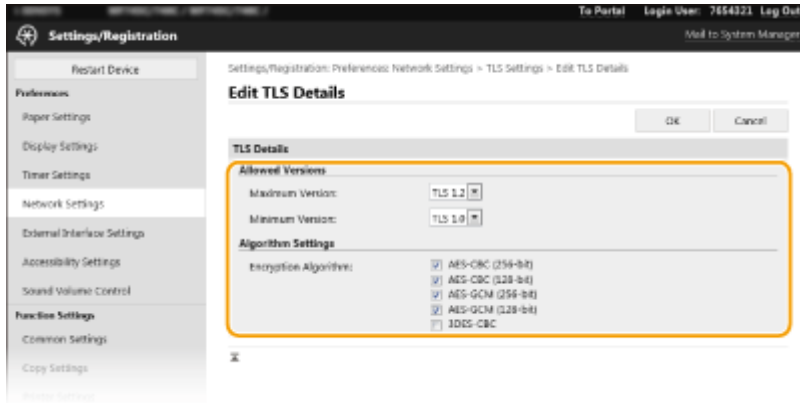 To Portal Login User: 7654321 Log Out
Settings/Registration
Mail to System Manager
Restart Device
Preferences
Paper Settings
Display Settings
Timer Settings
Network Settings
External Interface Settings
Accessibility Settings
Sound Volume Control
Function Settings
Common Settings
Copy Settings
Settings/Registration: Preferences: Network Settings > TLS Settings > Edit TLS Details
Edit TLS Details
OK Cancel
TLS Details
Allowed Versions
Maximum Version: TLS 1.2
Minimum Version: TLS 1.0
Algorithm Settings
Encryption Algorithm: AES-CBC (256-bit)
AES-CBC (128-bit)
AES-GCM (256-bit)
AES-GCM (128-bit)
3DES-CBC